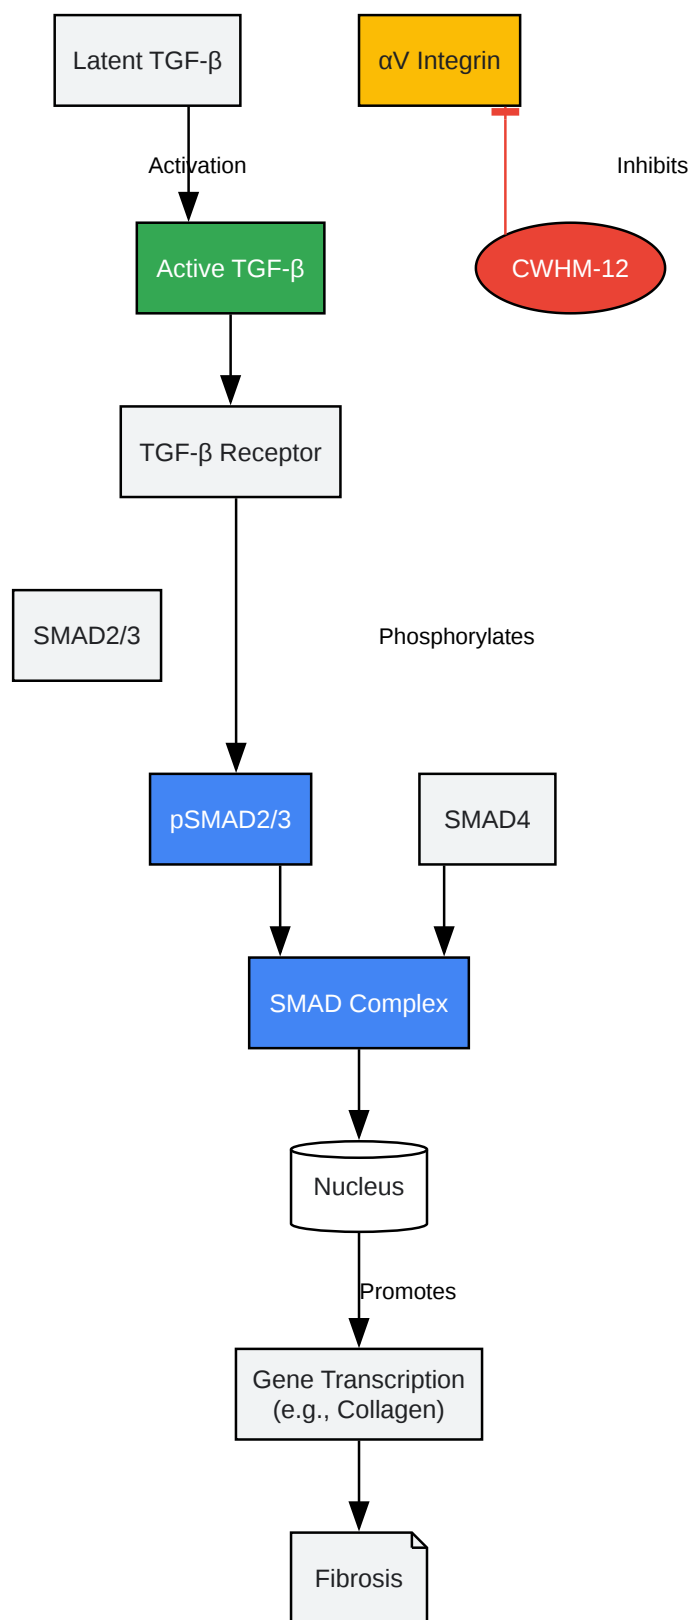 Latent TGF-β
αV Integrin
Activation
Inhibits
Active TGF-β
CWHM-12
TGF-β Receptor
SMAD2/3
Phosphorylates
pSMAD2/3
SMAD4
SMAD Complex
Nucleus
Promotes
Gene Transcription
(e.g., Collagen)
Fibrosis